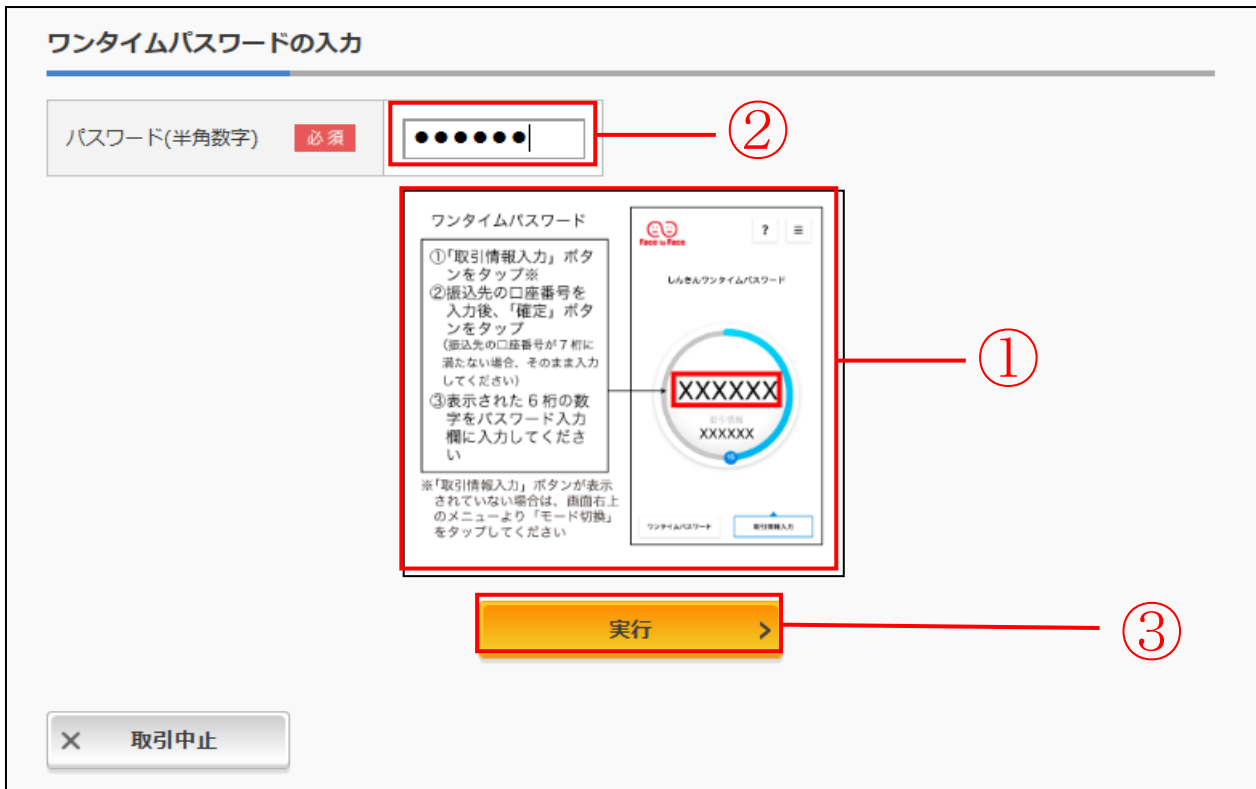 ワンタイムパスワードの入力
パスワード(半角数字) 必須 ●●●●●● ②
ワンタイムパスワード
①「取引情報入力」ボタ
ンをタップ※
②振込先の口座番号を
入力後、「確定」ボタ
ンをタップ
(振込先の口座番号が7桁に
満たない場合、そのまま入力
してください)
③表示された6桁の数
字をパスワード入力
欄に入力してくださ
い
※「取引情報入力」ボタンが表示
されていない場合は、画面右上
のメニューより「モード切換」
をタップしてください
Face to Face ? ≡
しんきんワンタイムパスワード
XXXXXX
取引情報
XXXXXX
ワンタイムパスワード 取引情報入力
①
実行 >
③
× 取引中止